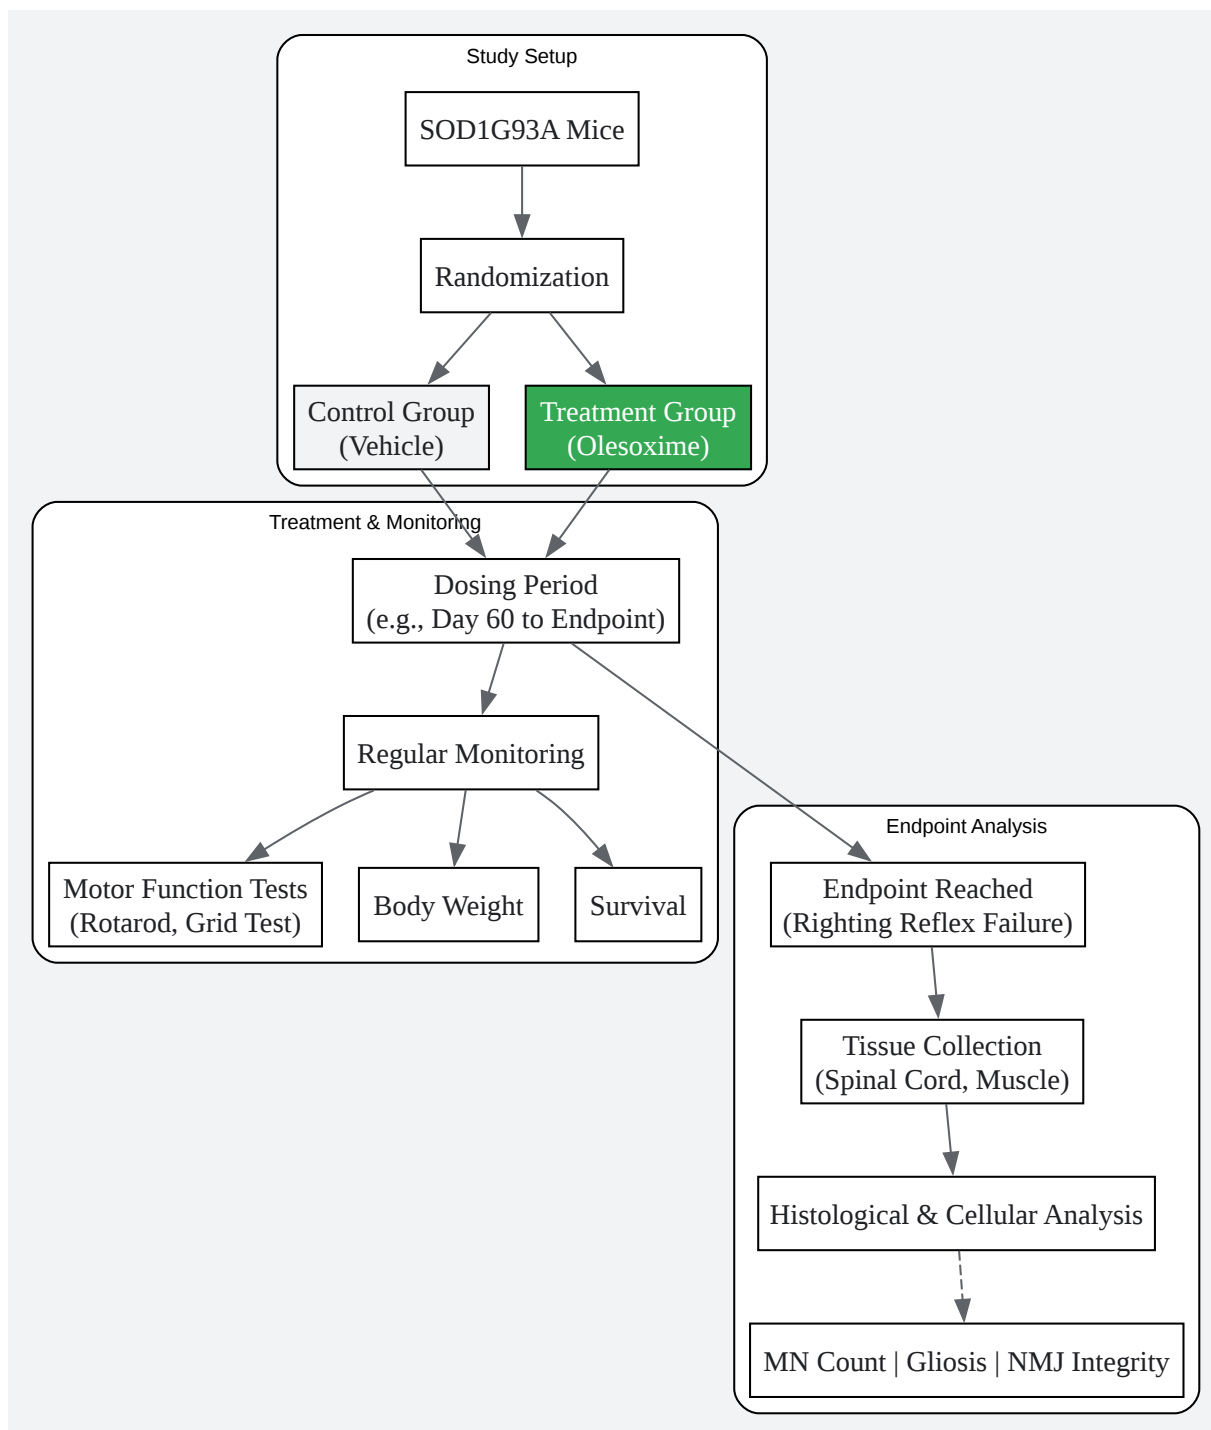 Study Setup
SOD1G93A Mice
Randomization
Control Group
(Vehicle)
Treatment Group
(Olesoxime)
Treatment & Monitoring
Dosing Period
(e.g., Day 60 to Endpoint)
Regular Monitoring
Motor Function Tests
(Rotarod, Grid Test)
Body Weight
Survival
Endpoint Analysis
Endpoint Reached
(Righting Reflex Failure)
Tissue Collection
(Spinal Cord, Muscle)
Histological & Cellular Analysis
MN Count | Gliosis | NMJ Integrity